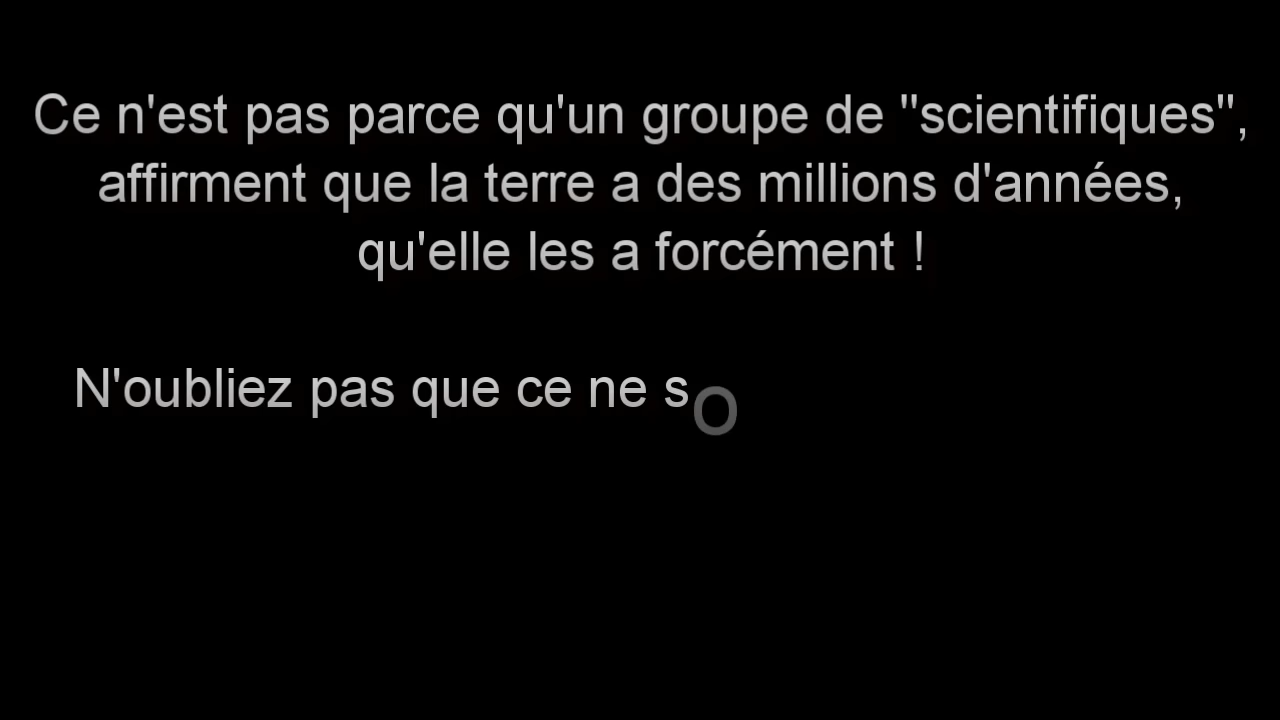 Ce n'est pas parce qu'un groupe de "scientifiques",
affirment que la terre a des millions d'années,
qu'elle les a forcément !
N'oubliez pas que ce ne so